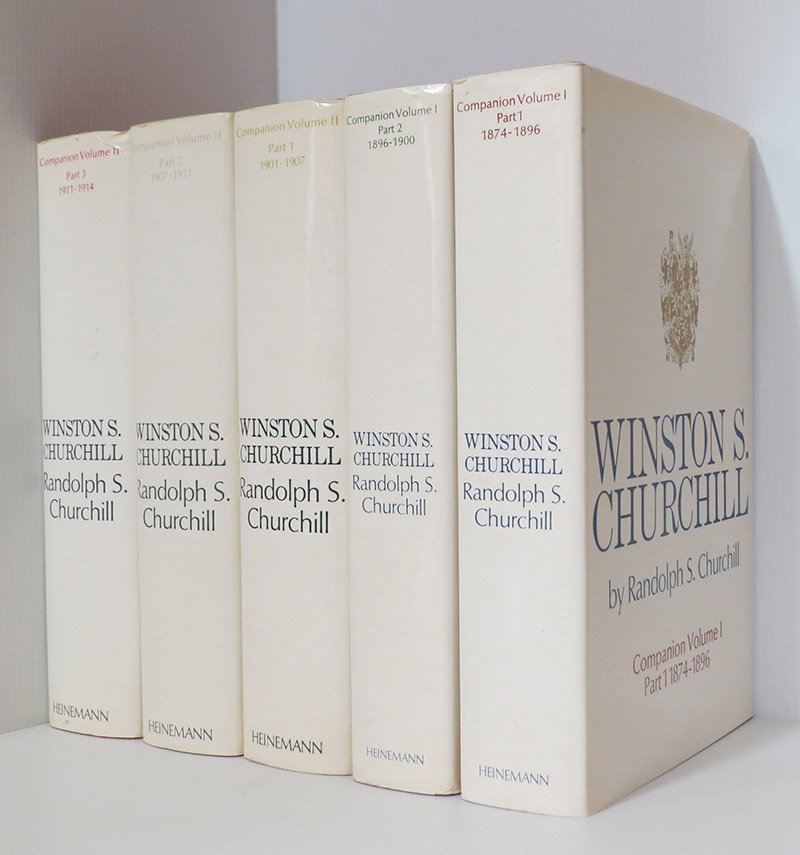 Companion Volume II
Part 3
1911-1914
WINSTON S.
CHURCHILL
Randolph S.
Churchill
HEINEMANN
Companion Volume II
Part 2
1907-1911
WINSTON S.
CHURCHILL
Randolph S.
Churchill
HEINEMANN
Companion Volume II
Part 1
1901-1907
WINSTON S.
CHURCHILL
Randolph S.
Churchill
HEINEMANN
Companion Volume I
Part 2
1896-1900
WINSTON S.
CHURCHILL
Randolph S.
Churchill
HEINEMANN
Companion Volume I
Part 1
1874-1896
WINSTON S.
CHURCHILL
Randolph S.
Churchill
HEINEMANN
WINSTON S.
CHURCHILL
by Randolph S. Churchill
Companion Volume I
Part 1 1874-1896